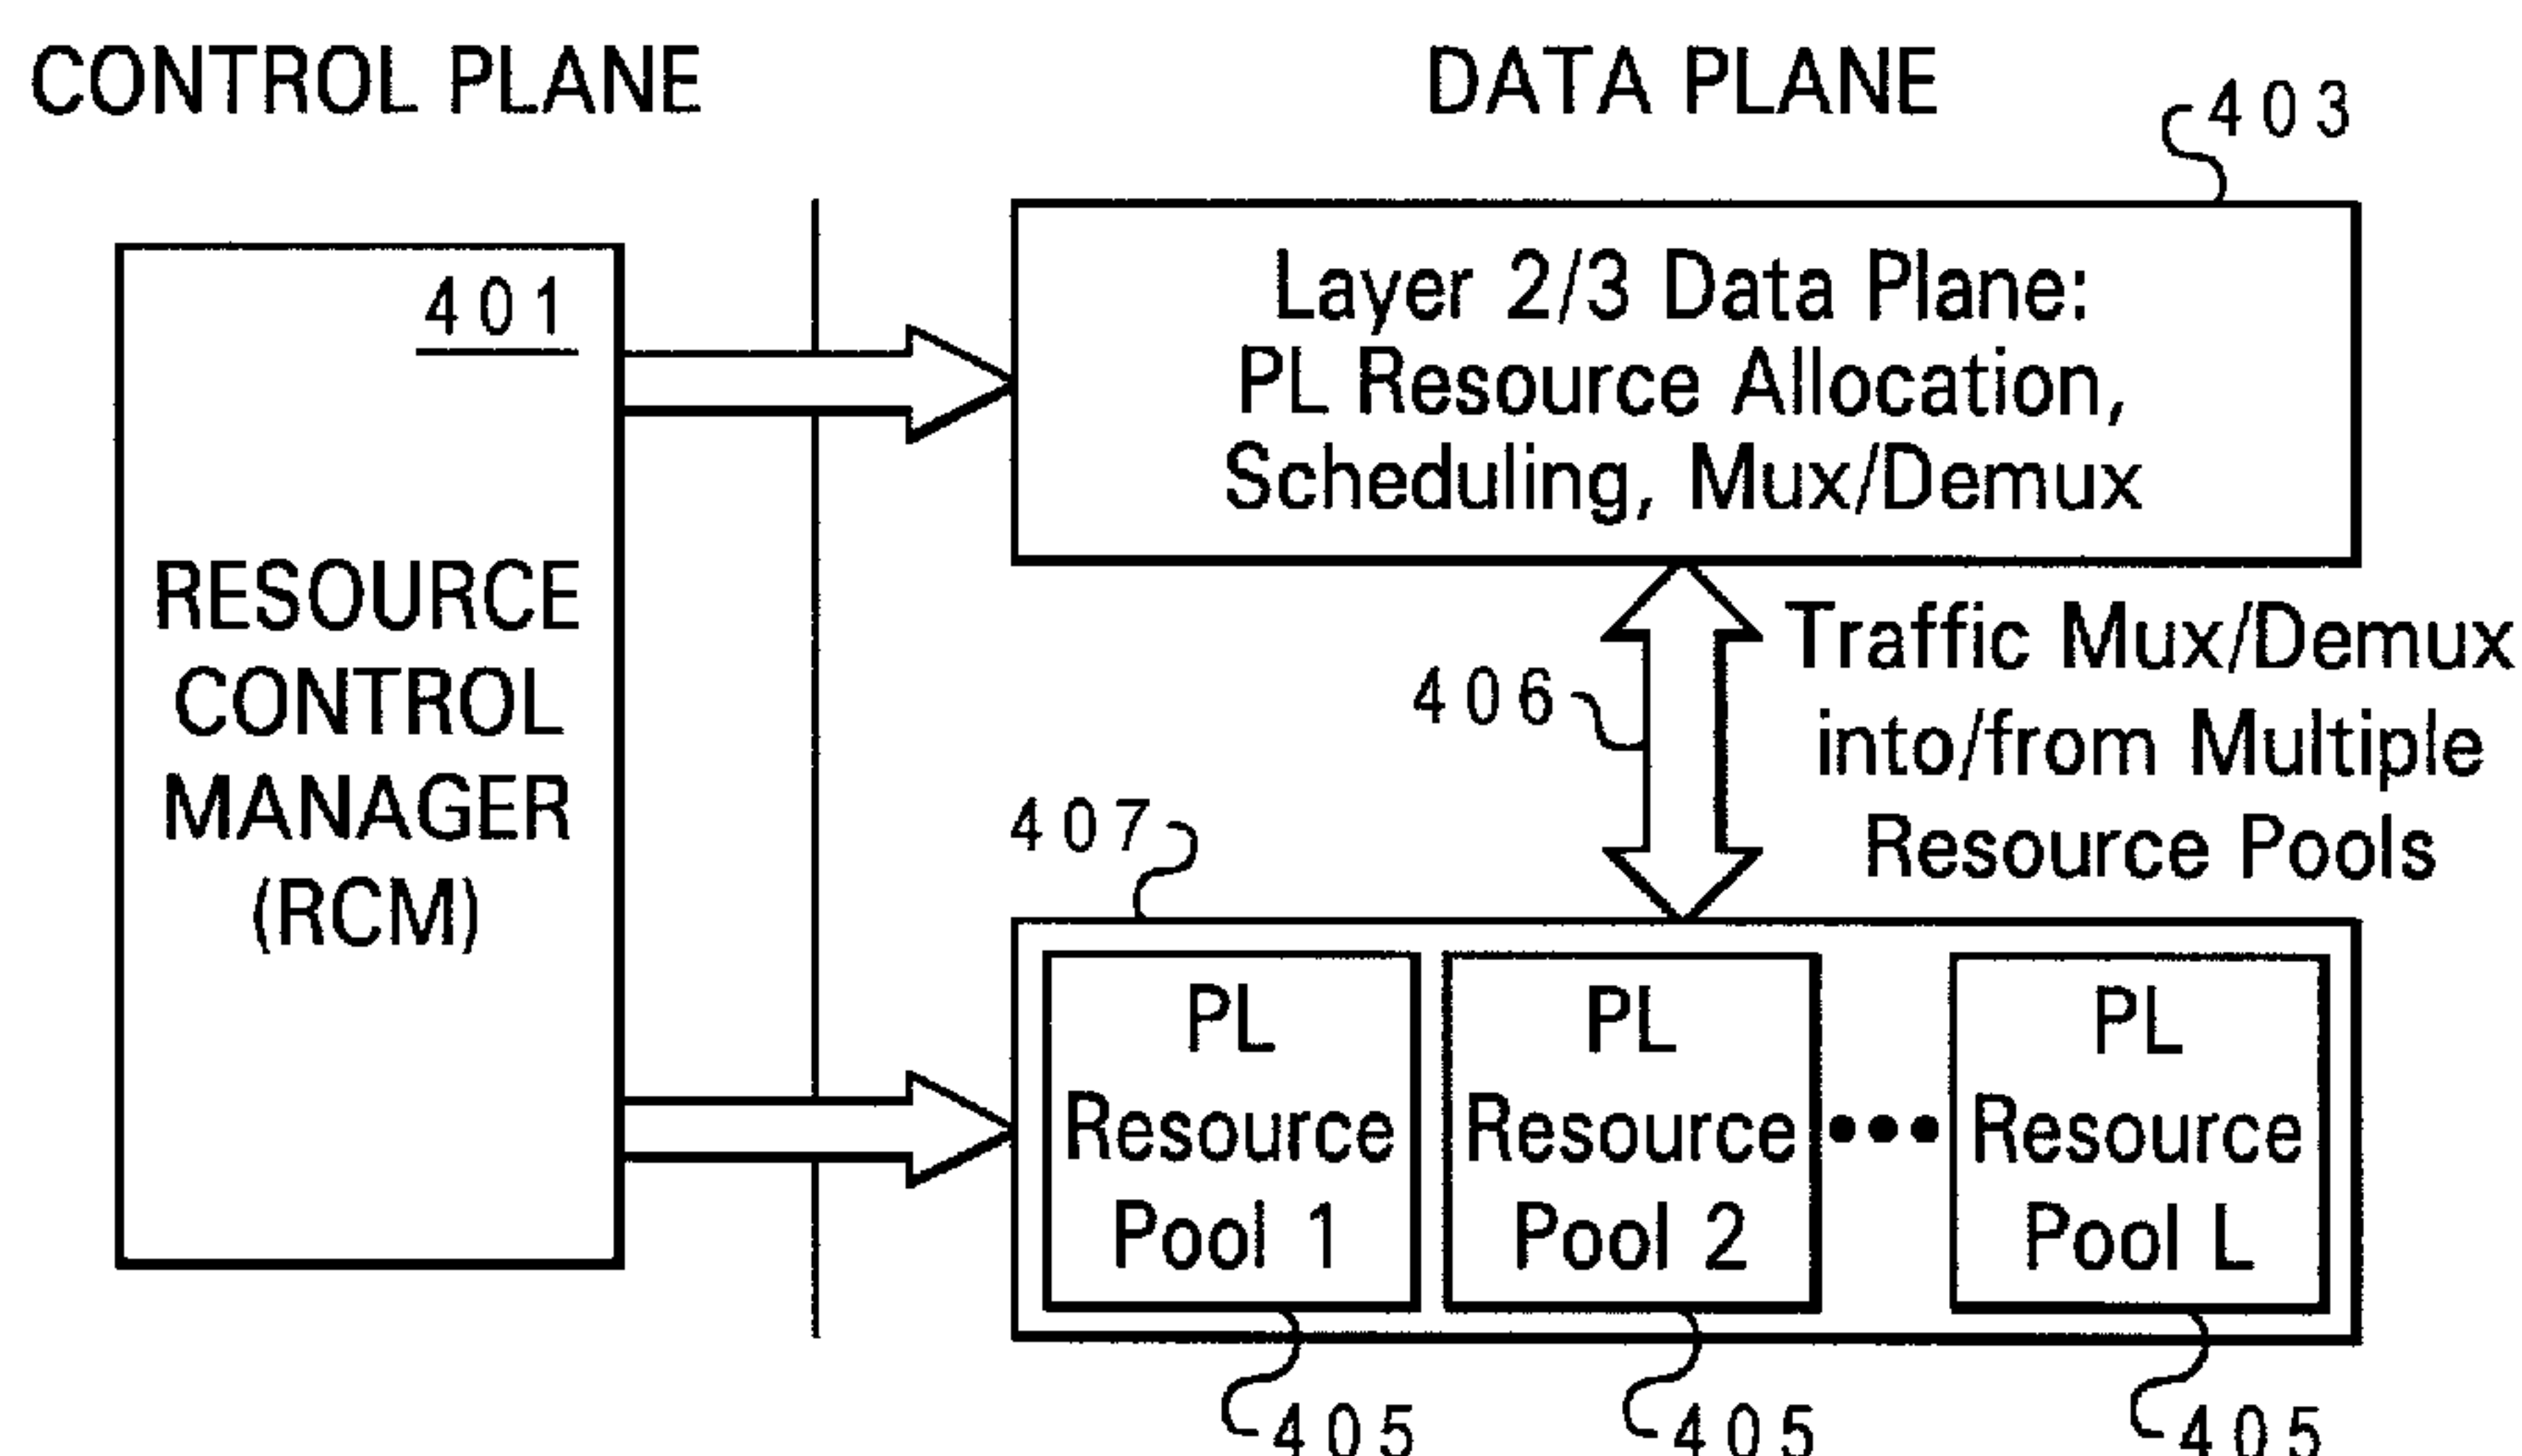 CONTROL PLANE
DATA PLANE
403
401
RESOURCE
CONTROL
MANAGER
(RCM)
Layer 2/3 Data Plane:
PL Resource Allocation,
Scheduling, Mux/Demux
406
Traffic Mux/Demux
into/from Multiple
Resource Pools
407
PL
Resource
Pool 1
PL
Resource
Pool 2
•••
PL
Resource
Pool L
405
405
405